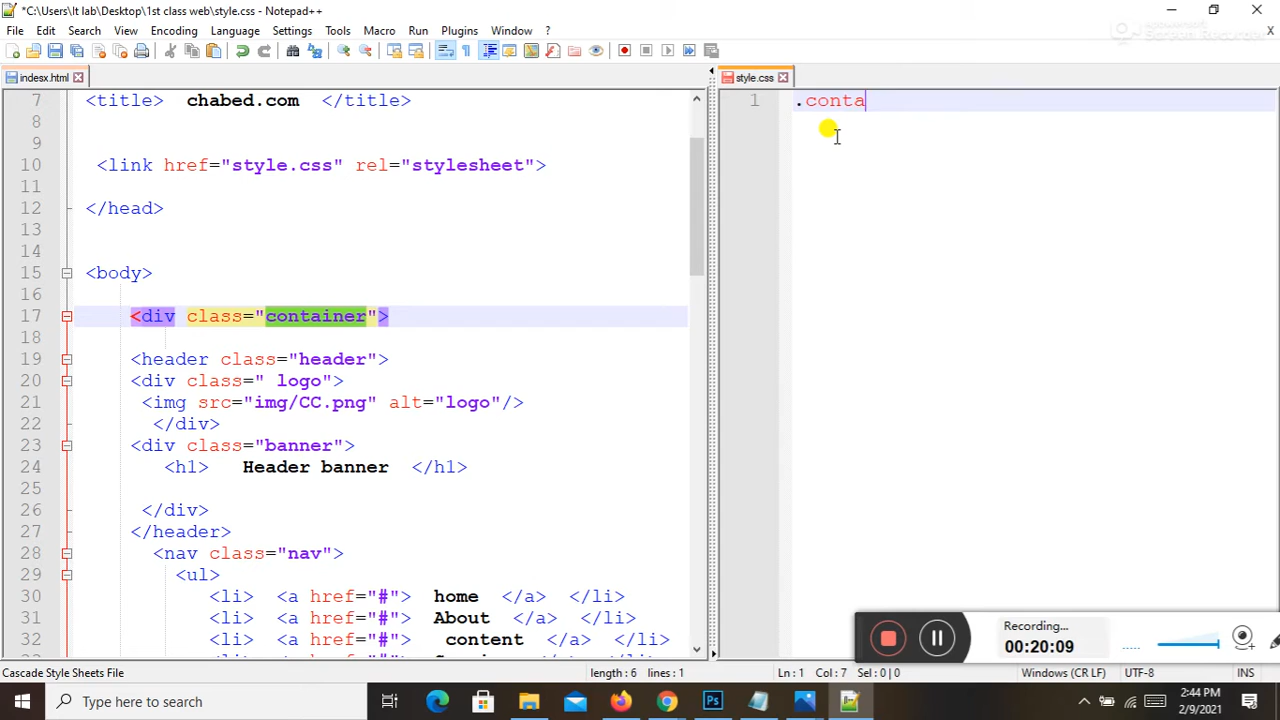 *C:\Users\It lab\Desktop\1st class web\style.css - Notepad++
File Edit Search View Encoding Language Settings Tools Macro Run Plugins Window ?
X
indesx.html
style.css
7 <title> chabed.com </title>
8
9
10 <link href="style.css" rel="stylesheet">
11
12 </head>
13
14
15 <body>
16
17 <div class="container">
18
19 <header class="header">
20 <div class=" logo">
21 <img src="img/CC.png" alt="logo"/>
22 </div>
23 <div class="banner">
24 <h1> Header banner </h1>
25
26 </div>
27 </header>
28 <nav class="nav">
29 <ul>
30 <li> <a href="#"> home </a> </li>
31 <li> <a href="#"> About </a> </li>
32 <li> <a href="#"> content </a> </li>
1 .conta
Recording...
00:20:09
Cascade Style Sheets File length : 6 lines : 1 Ln : 1 Col : 7 Sel : 0 | 0 Windows (CR LF) UTF-8 INS
Type here to search
2:44 PM
2/9/2021